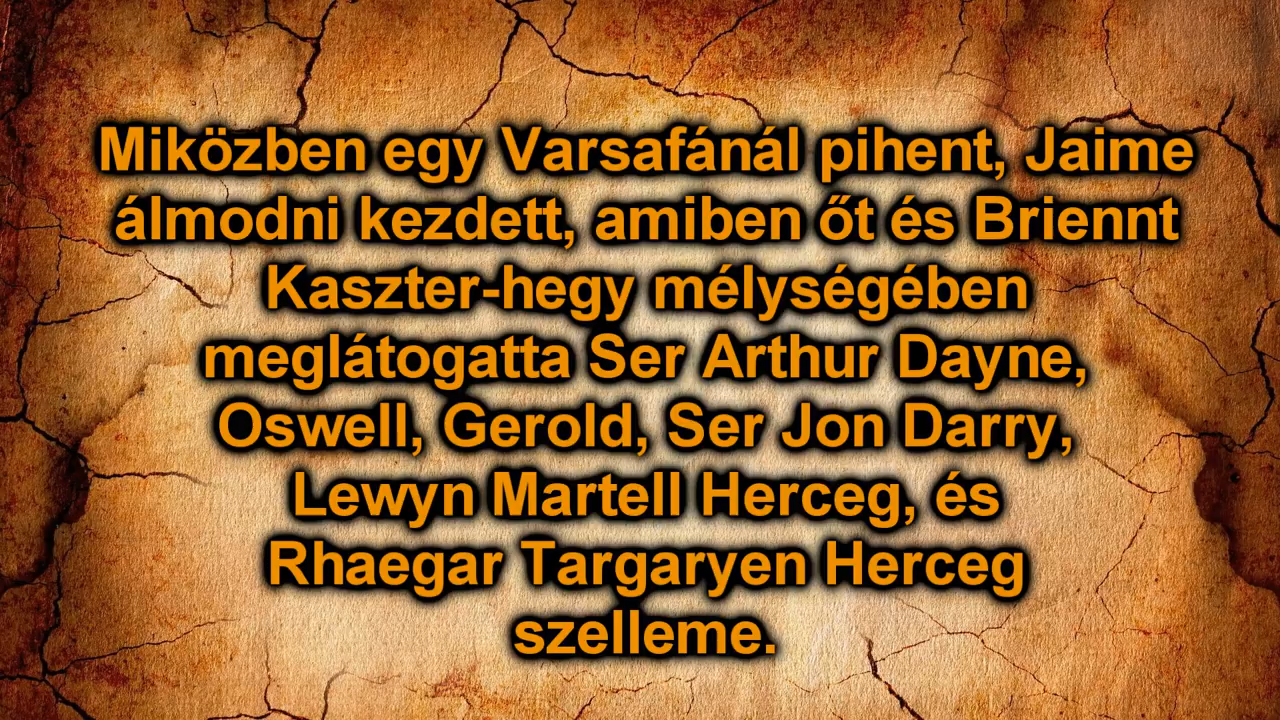 Miközben egy Varsafánál pihent, Jaime
álmodni kezdett, amiben őt és Briennt
Kaszter-hegy mélységében
meglátogatta Ser Arthur Dayne,
Oswell, Gerold, Ser Jon Darry,
Lewyn Martell Herceg, és
Rhaegar Targaryen Herceg
szelleme.